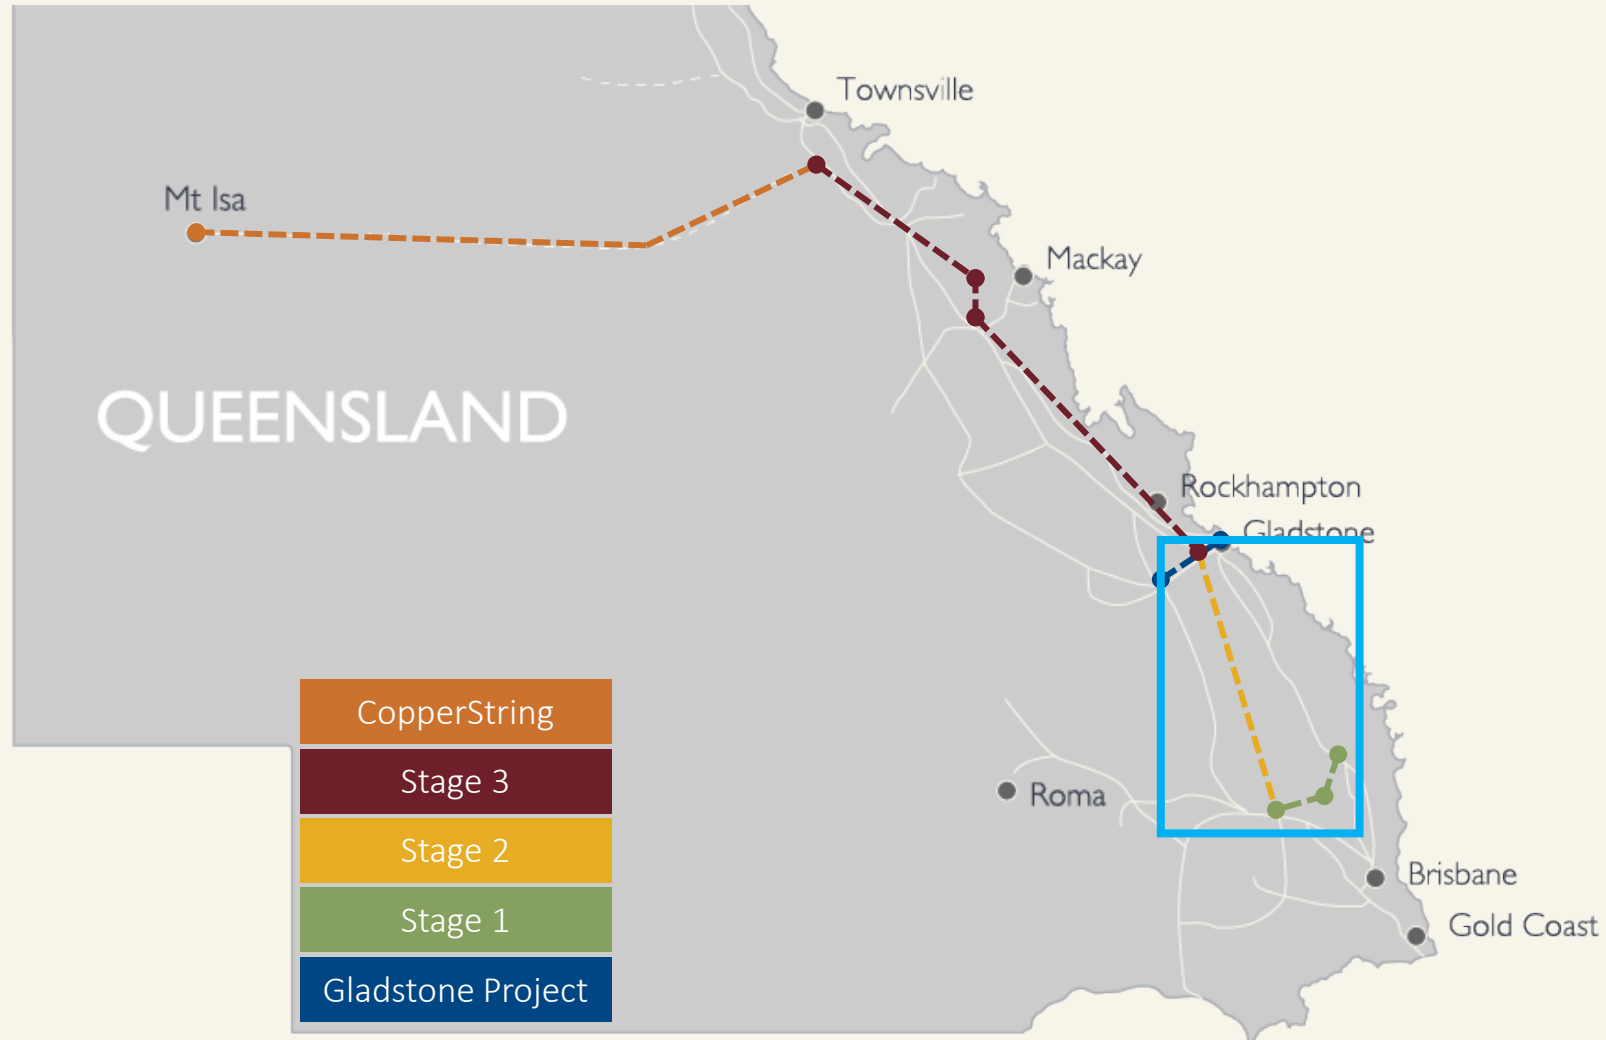 Townsville
Mt Isa
Mackay
QUEENSLAND
Rockhampton
Gladstone
CopperString
Stage 3
Roma
Stage 2
Brisbane
Stage 1
Gold Coast
Gladstone Project